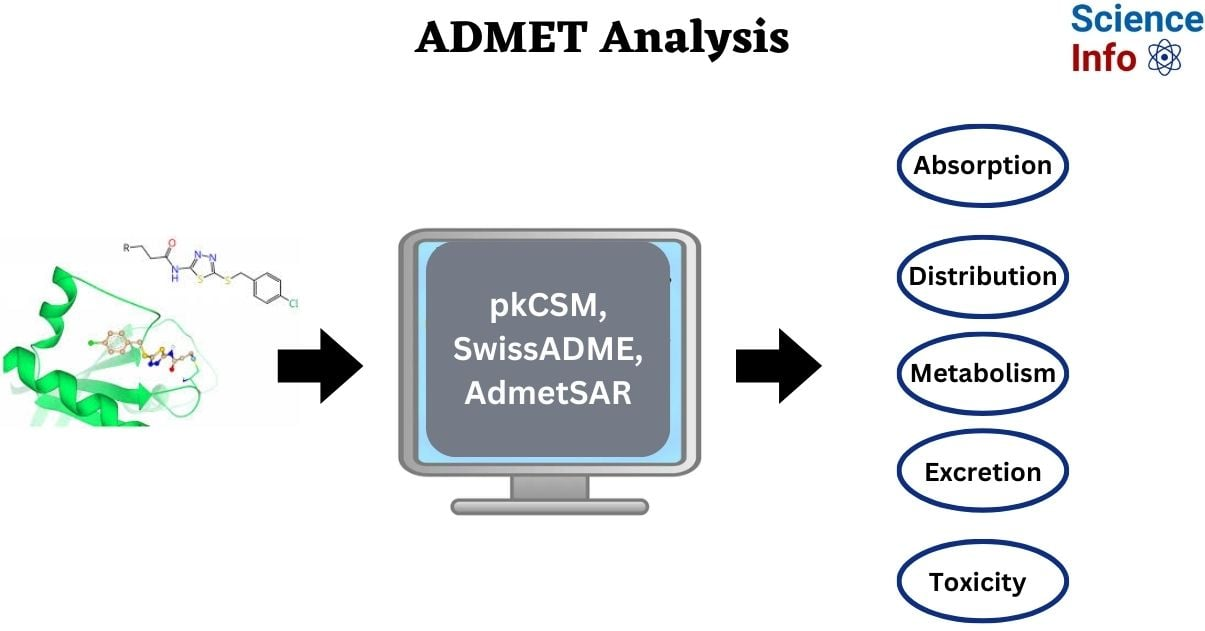 ADMET Analysis
Science
Info
R
O
N
H
N
N
S
S
Cl
pkCSM,
SwissADME,
AdmetSAR
Absorption
Distribution
Metabolism
Excretion
Toxicity